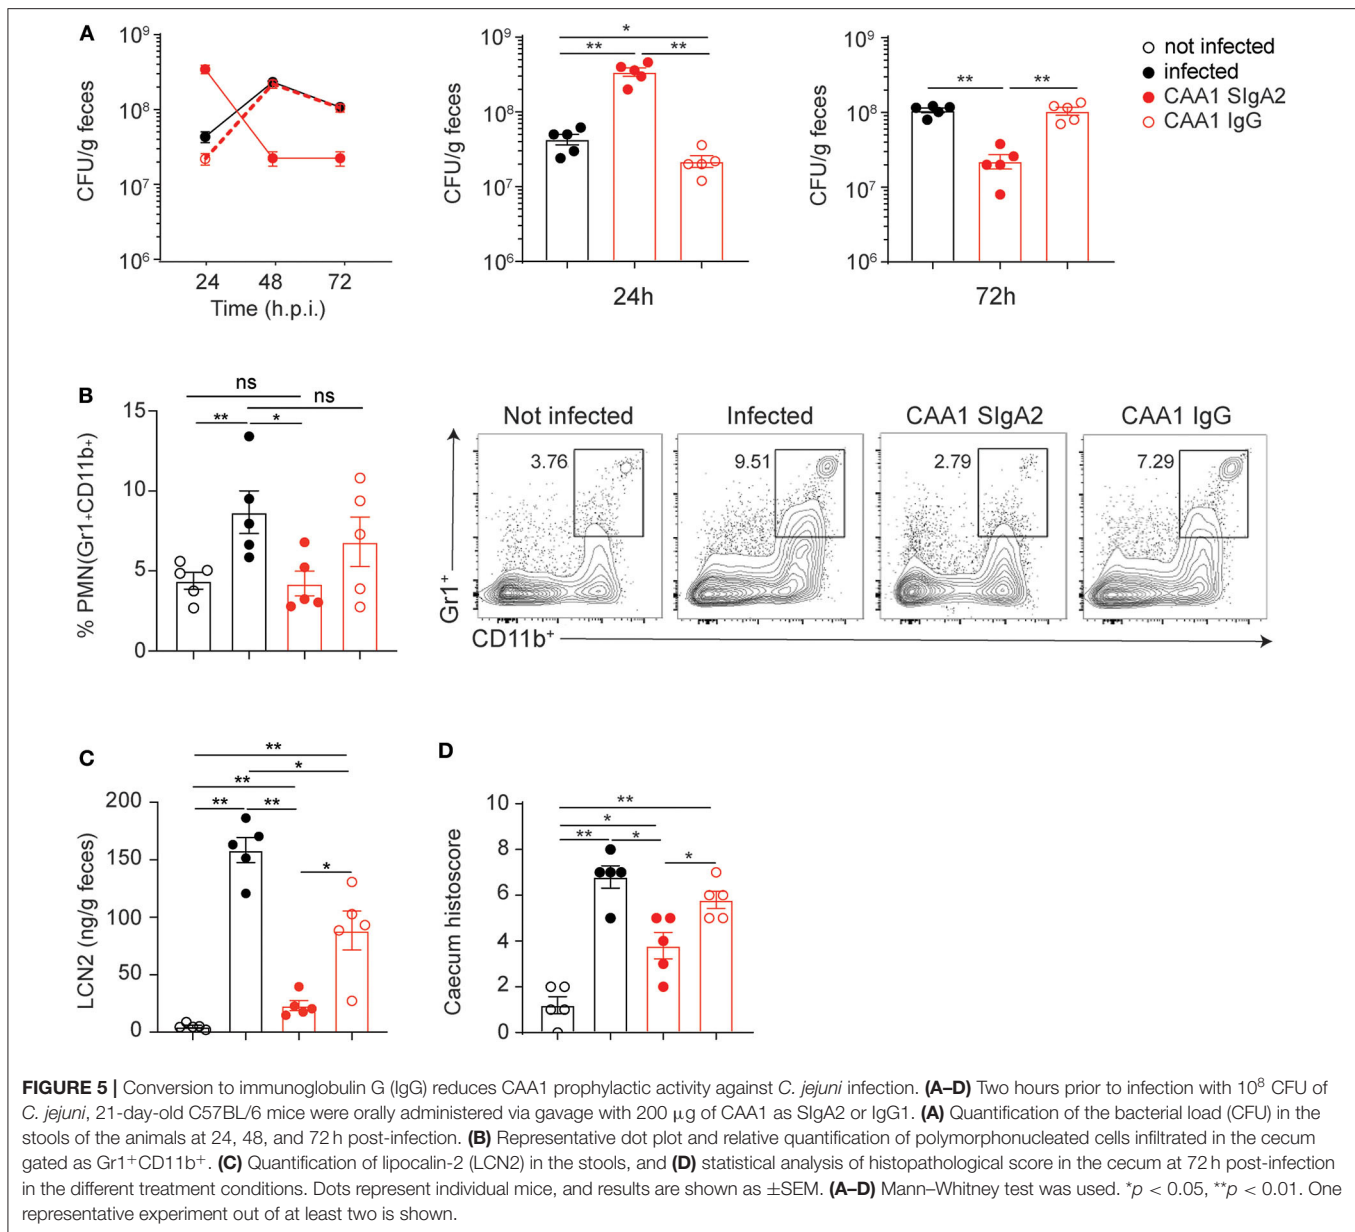 A
CFU/g feces
10⁹
10⁸
10⁷
10⁶
24 48 72
Time (h.p.i.)
CFU/g feces
10⁹
10⁸
10⁷
10⁶
*
** **
24h
CFU/g feces
10⁹
10⁸
10⁷
10⁶
** **
72h
not infected
infected
CAA1 SIgA2
CAA1 IgG
B
% PMN(Gr1+CD11b+)
ns
ns
** *
15
10
5
0
Not infected Infected CAA1 SIgA2 CAA1 IgG
3.76 9.51 2.79 7.29
Gr1⁺
CD11b⁺
C
LCN2 (ng/g feces)
**
*
**
** **
*
200
150
100
50
0
D
Caecum histoscore
**
*
** *
*
10
8
6
4
2
0
FIGURE 5 | Conversion to immunoglobulin G (IgG) reduces CAA1 prophylactic activity against C. jejuni infection. (A–D) Two hours prior to infection with 10⁸ CFU of
C. jejuni, 21-day-old C57BL/6 mice were orally administered via gavage with 200 μg of CAA1 as SIgA2 or IgG1. (A) Quantification of the bacterial load (CFU) in the
stools of the animals at 24, 48, and 72 h post-infection. (B) Representative dot plot and relative quantification of polymorphonucleated cells infiltrated in the cecum
gated as Gr1⁺CD11b⁺. (C) Quantification of lipocalin-2 (LCN2) in the stools, and (D) statistical analysis of histopathological score in the cecum at 72 h post-infection
in the different treatment conditions. Dots represent individual mice, and results are shown as ±SEM. (A–D) Mann–Whitney test was used. *p < 0.05, **p < 0.01. One
representative experiment out of at least two is shown.